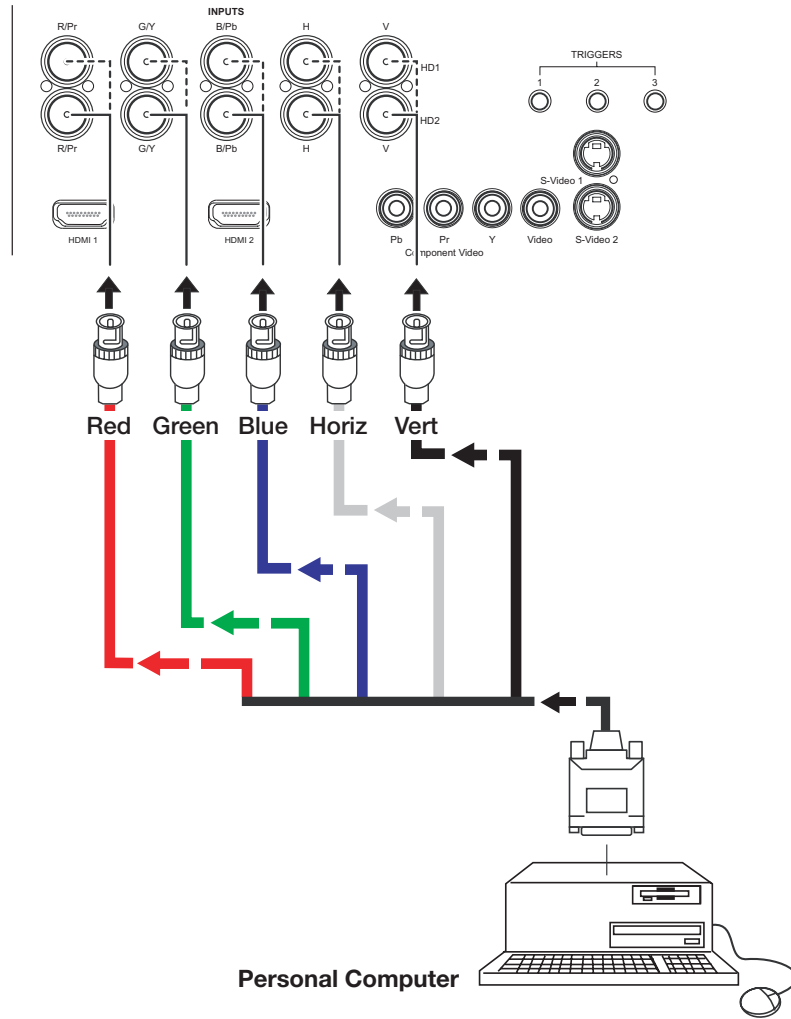 INPUTS
R/Pr G/Y B/Pb H V
HD1
HD2
R/Pr G/Y B/Pb H V
TRIGGERS
1 2 3
S-Video 1
HDMI 1 HDMI 2
Pb Pr Y Video S-Video 2
Component Video
Red Green Blue Horiz Vert
Personal Computer